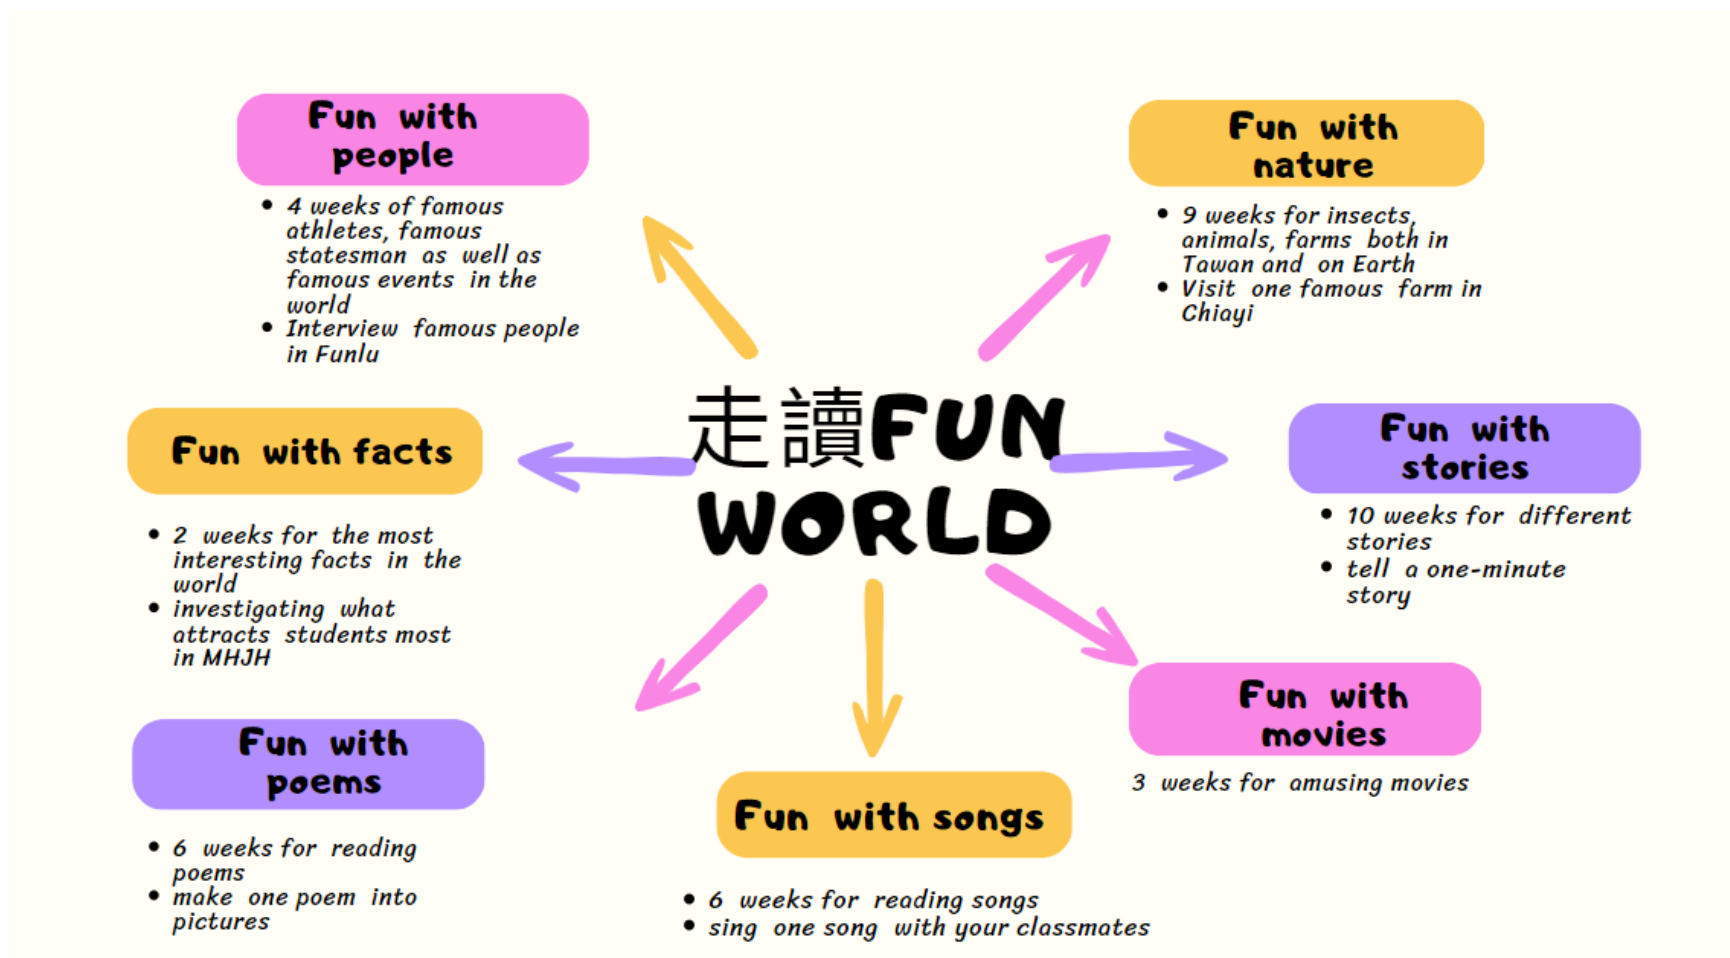 Fun with
people
4 weeks of famous
athletes, famous
statesman as well as
famous events in the
world
Interview famous people
in Funlu
Fun with
nature
9 weeks for insects,
animals, farms both in
Tawan and on Earth
Visit one famous farm in
Chiayi
走讀FUN
WORLD
Fun with facts
2 weeks for the most
interesting facts in the
world
investigating what
attracts students most
in MHJH
Fun with
stories
10 weeks for different
stories
tell a one-minute
story
Fun with
poems
6 weeks for reading
poems
make one poem into
pictures
Fun with songs
6 weeks for reading songs
sing one song with your classmates
Fun with
movies
3 weeks for amusing movies